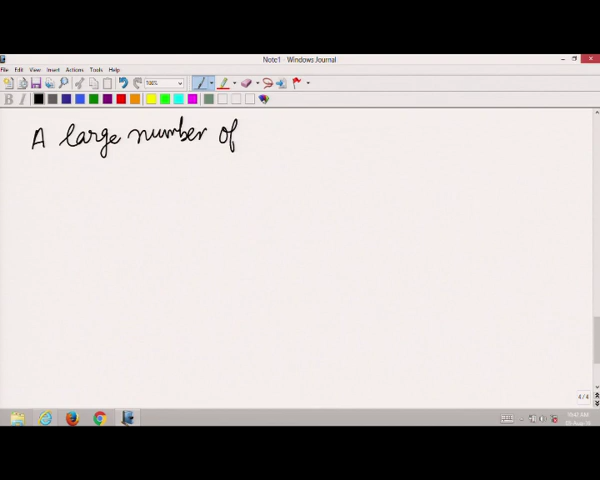 Note1 - Windows Journal
File Edit View Insert Actions Tools Help
100%
B I
A large number of
4 / 4